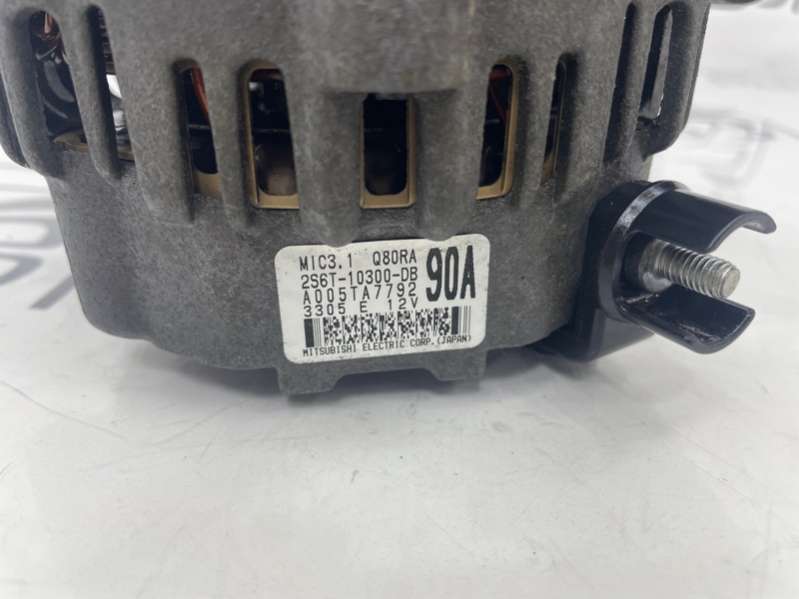 MIC3.1 Q80RA
2S6T-10300-DB
A005TA7792
90A
3305 E 12V
MITSUBISHI ELECTRIC CORP.(JAPAN)